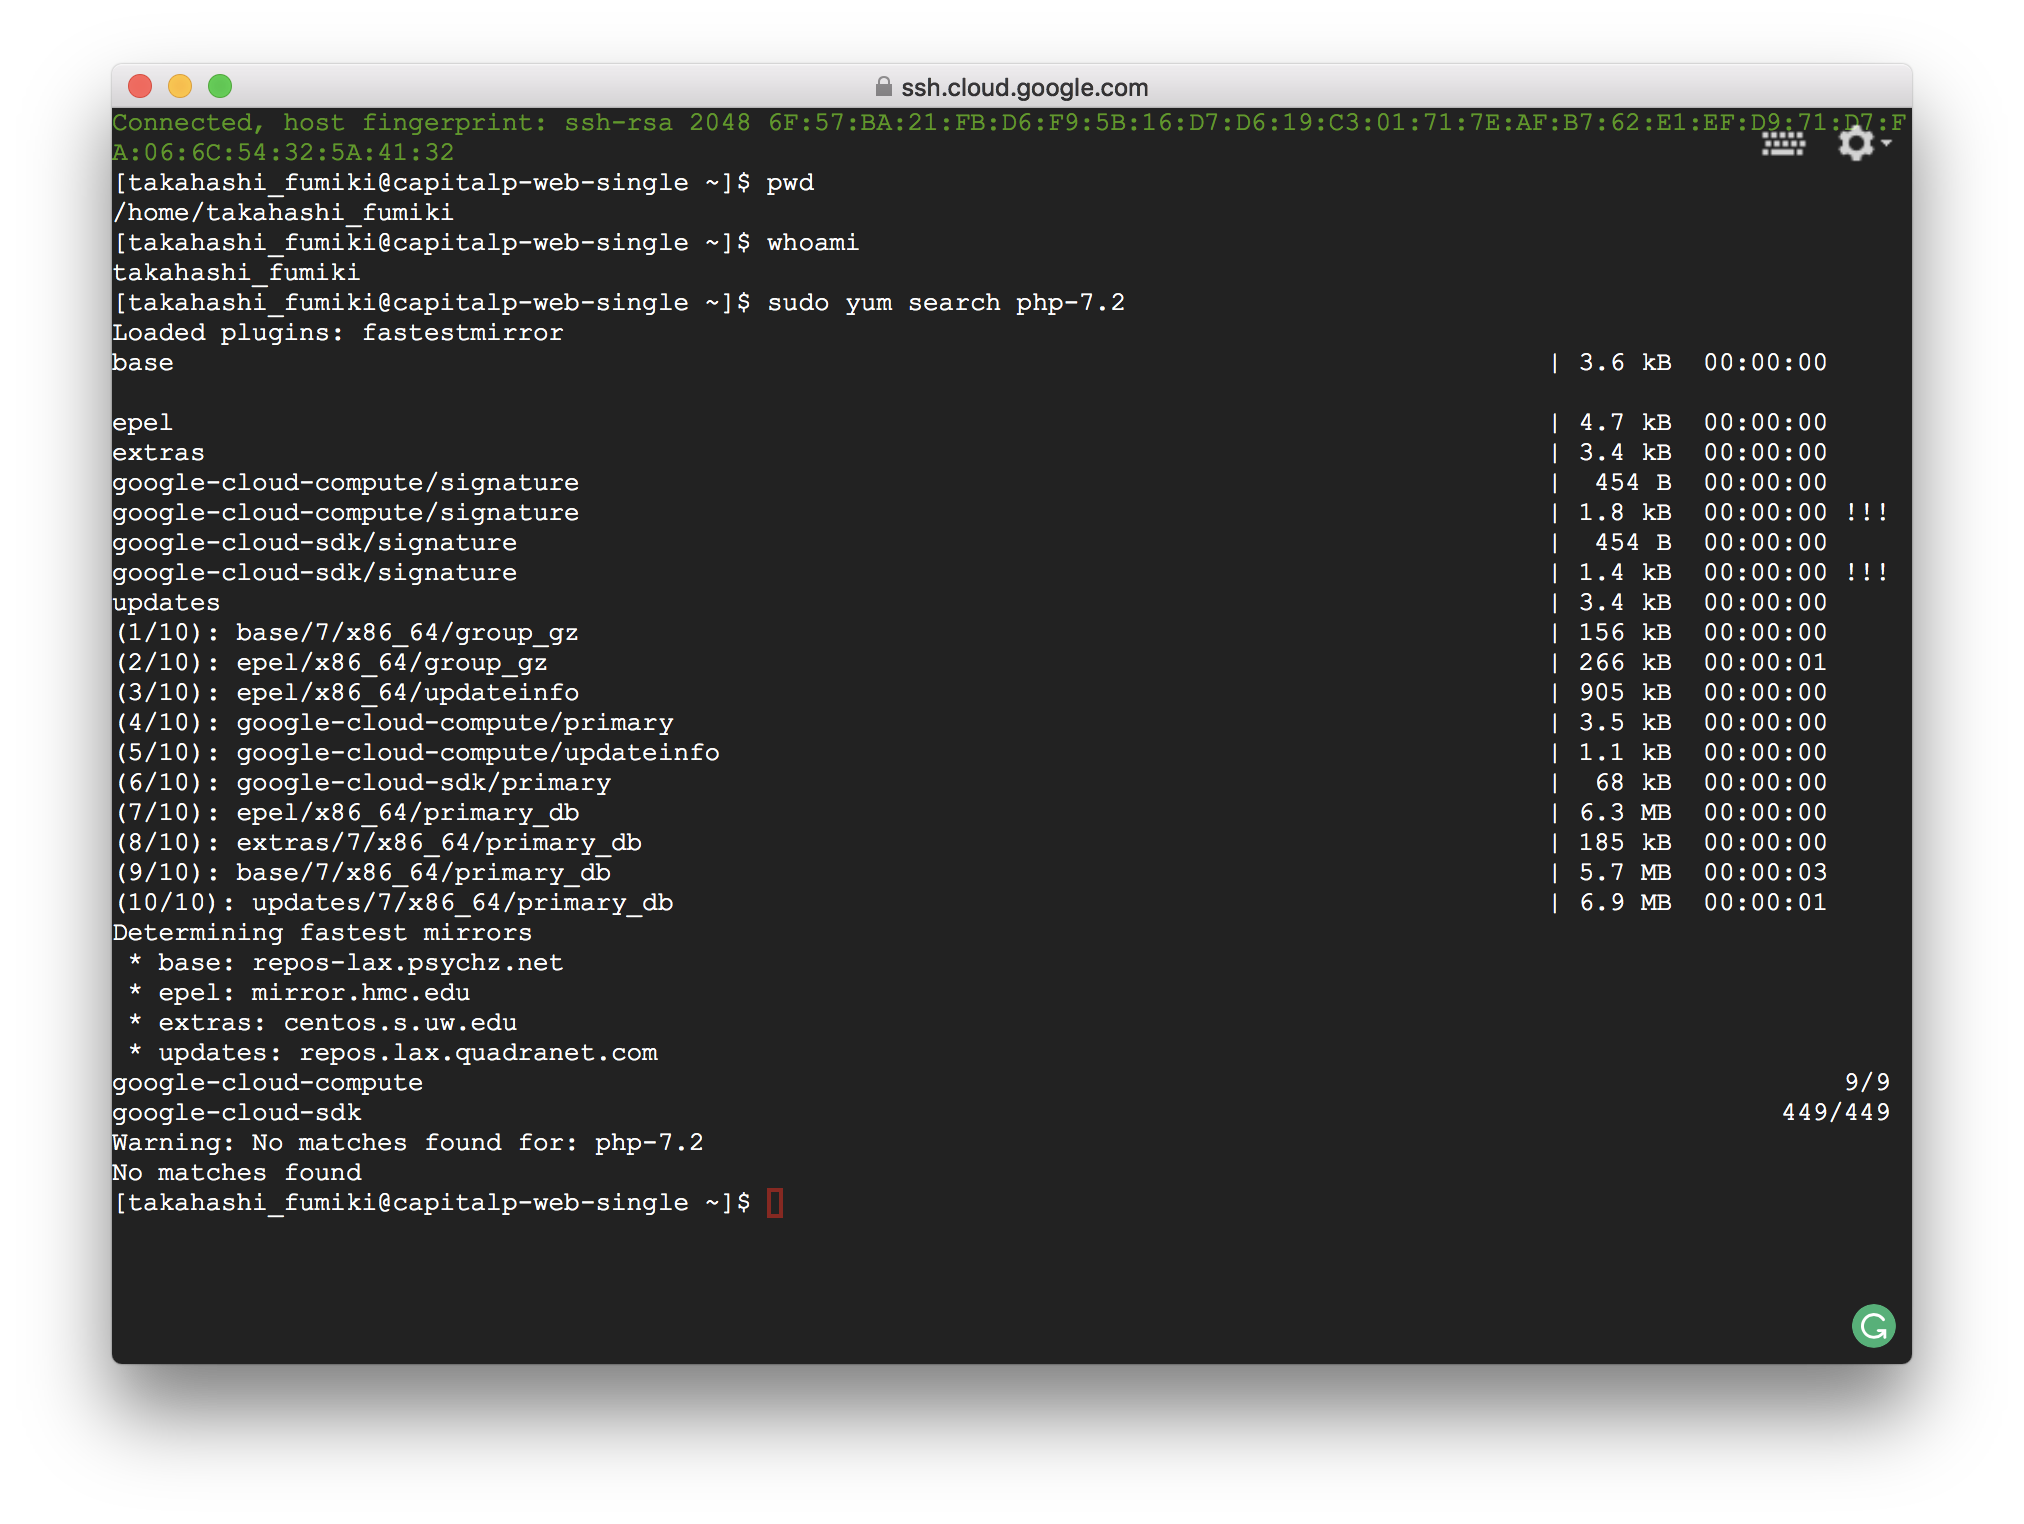 ssh.cloud.google.com
Connected, host fingerprint: ssh-rsa 2048 6F:57:BA:21:FB:D6:F9:5B:16:D7:D6:19:C3:01:71:7E:AF:B7:62:E1:EF:D9:71:D7:F
A:06:6C:54:32:5A:41:32
[takahashi_fumiki@capitalp-web-single ~]$ pwd
/home/takahashi_fumiki
[takahashi_fumiki@capitalp-web-single ~]$ whoami
takahashi_fumiki
[takahashi_fumiki@capitalp-web-single ~]$ sudo yum search php-7.2
Loaded plugins: fastestmirror
base | 3.6 kB 00:00:00
epel | 4.7 kB 00:00:00
extras | 3.4 kB 00:00:00
google-cloud-compute/signature | 454 B 00:00:00
google-cloud-compute/signature | 1.8 kB 00:00:00 !!!
google-cloud-sdk/signature | 454 B 00:00:00
google-cloud-sdk/signature | 1.4 kB 00:00:00 !!!
updates | 3.4 kB 00:00:00
(1/10): base/7/x86_64/group_gz | 156 kB 00:00:00
(2/10): epel/x86_64/group_gz | 266 kB 00:00:01
(3/10): epel/x86_64/updateinfo | 905 kB 00:00:00
(4/10): google-cloud-compute/primary | 3.5 kB 00:00:00
(5/10): google-cloud-compute/updateinfo | 1.1 kB 00:00:00
(6/10): google-cloud-sdk/primary | 68 kB 00:00:00
(7/10): epel/x86_64/primary_db | 6.3 MB 00:00:00
(8/10): extras/7/x86_64/primary_db | 185 kB 00:00:00
(9/10): base/7/x86_64/primary_db | 5.7 MB 00:00:03
(10/10): updates/7/x86_64/primary_db | 6.9 MB 00:00:01
Determining fastest mirrors
* base: repos-lax.psychz.net
* epel: mirror.hmc.edu
* extras: centos.s.uw.edu
* updates: repos.lax.quadranet.com
google-cloud-compute 9/9
google-cloud-sdk 449/449
Warning: No matches found for: php-7.2
No matches found
[takahashi_fumiki@capitalp-web-single ~]$